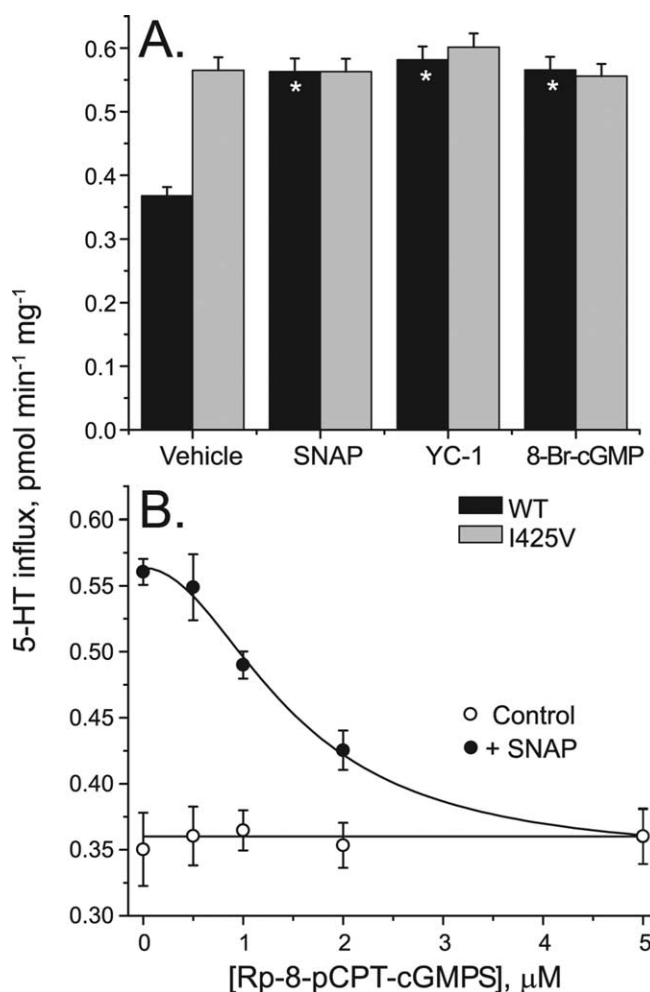 A.
0.6
0.5
0.4
0.3
0.2
0.1
0.0
* * *
Vehicle SNAP YC-1 8-Br-cGMP
5-HT influx, pmol min⁻¹ mg⁻¹
B.
WT
I425V
0.60
0.55
0.50
0.45
0.40
0.35
0.30
Control
+ SNAP
0 1 2 3 4 5
[Rp-8-pCPT-cGMPS], μM